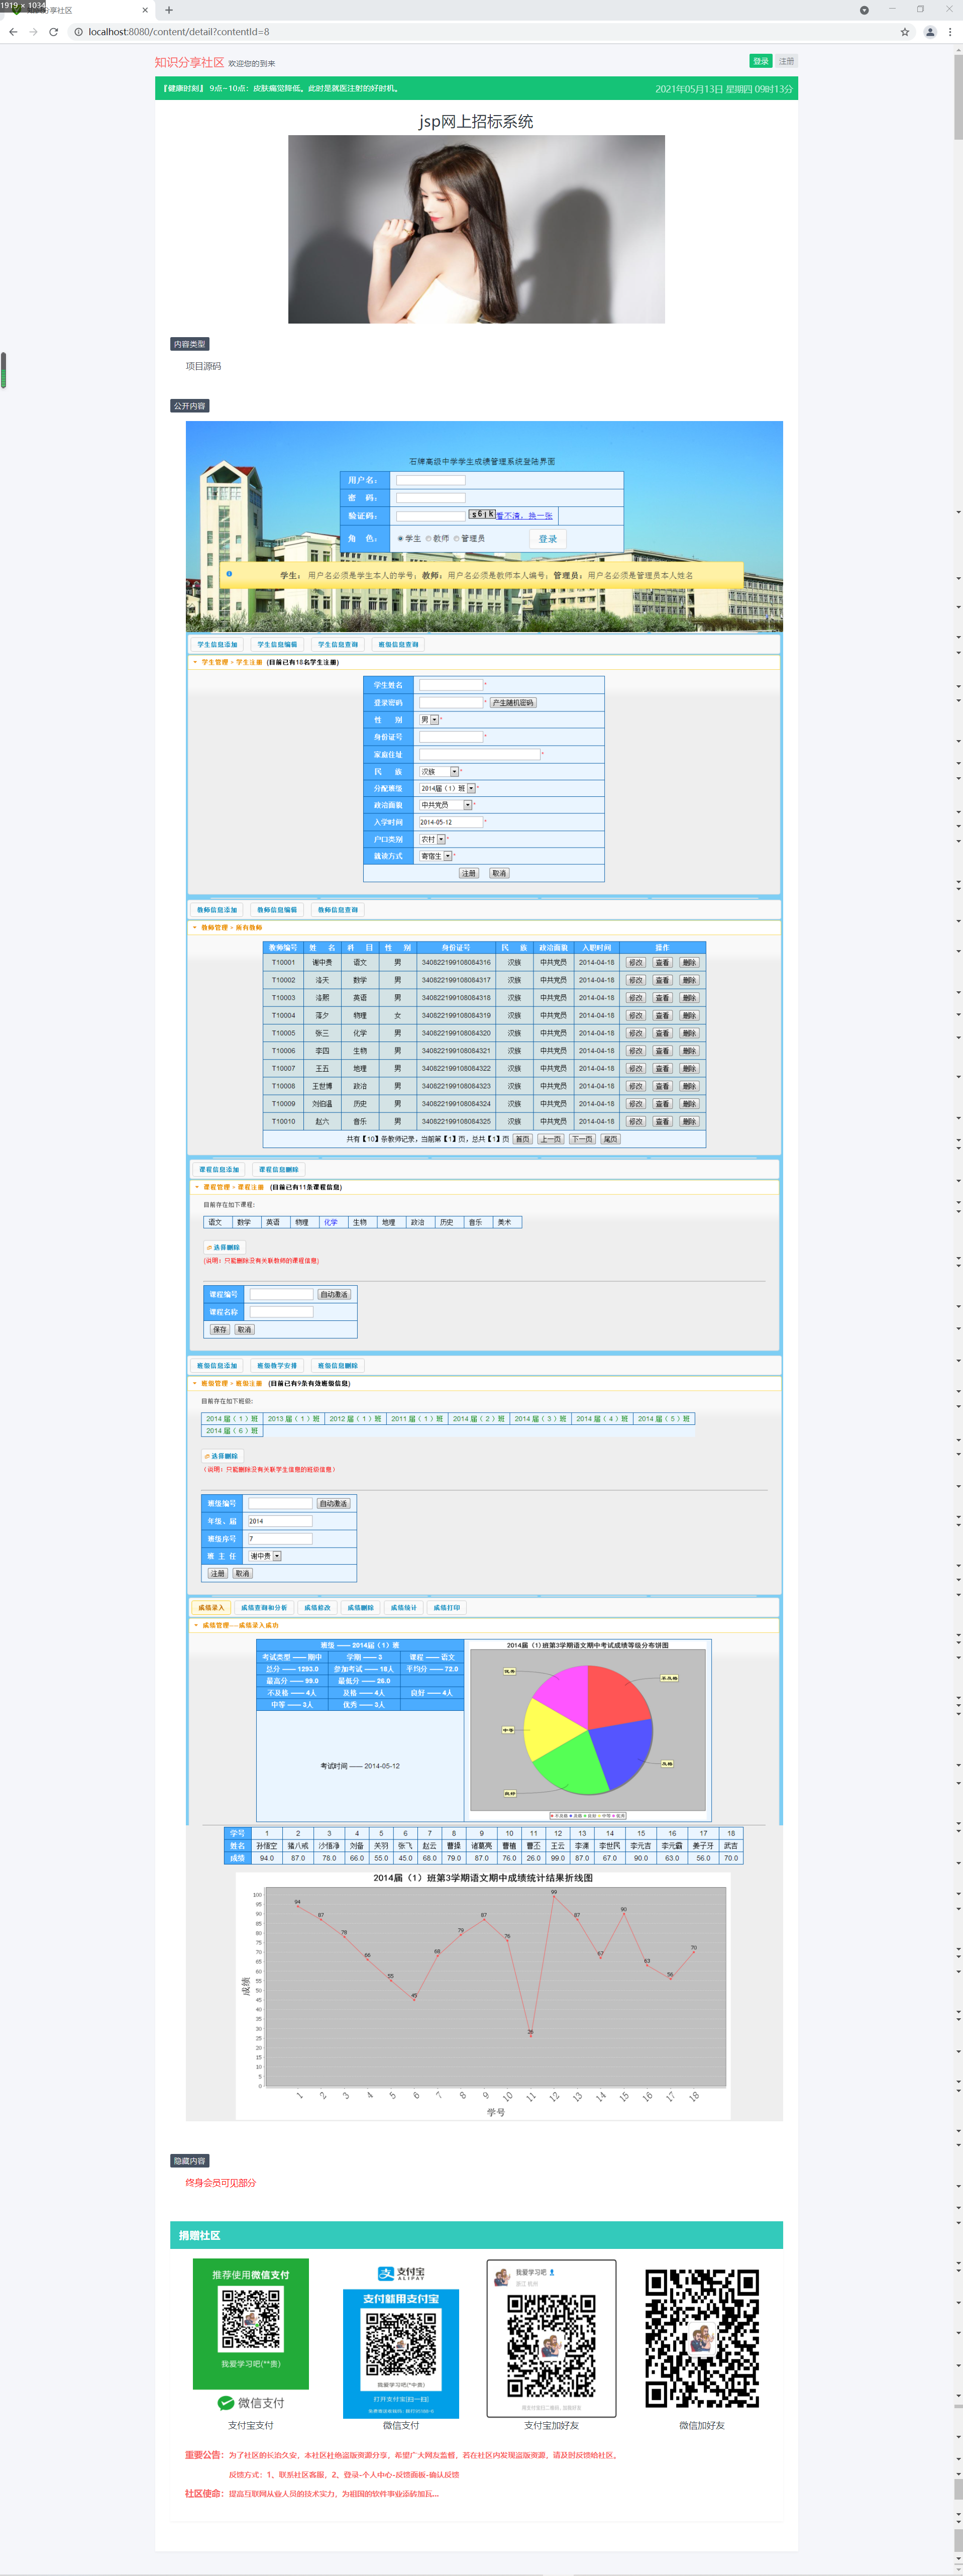 1919 × 1034
知识分享社区
localhost:8080/content/detail?contentId=8
知识分享社区 欢迎您的到来
登录 注册
『健康时刻』 9点~10点：皮肤痛觉降低。此时是就医注射的好时机。
2021年05月13日 星期四 09时13分
jsp网上招标系统
内容类型
项目源码
公开内容
石牌高级中学学生成绩管理系统登陆界面
用户名：
密 码：
验证码： s6jk 看不清，换一张
角 色： 学生 教师 管理员 登录
学生： 用户名必须是学生本人的学号；教师：用户名必须是教师本人编号；管理员：用户名必须是管理员本人姓名
学生信息添加 学生信息编辑 学生信息查询 班级信息查询
学生管理 > 学生注册 (目前已有18名学生注册)
学生姓名 *
登录密码 * 产生随机密码
性 别 男 *
身份证号 *
家庭住址 *
民 族 汉族 *
分配班级 2014届（1）班 *
政治面貌 中共党员 *
入学时间 2014-05-12 *
户口类别 农村 *
就读方式 寄宿生 *
注册 取消
教师信息添加 教师信息编辑 教师信息查询
教师管理 > 所有教师
教师编号 姓 名 科 目 性 别 身份证号 民 族 政治面貌 入职时间 操作
T10001 谢中贵 语文 男 340822199108084316 汉族 中共党员 2014-04-18 修改 查看 删除
T10002 洛天 数学 男 340822199108084317 汉族 中共党员 2014-04-18 修改 查看 删除
T10003 洛熙 英语 男 340822199108084318 汉族 中共党员 2014-04-18 修改 查看 删除
T10004 落夕 物理 女 340822199108084319 汉族 中共党员 2014-04-18 修改 查看 删除
T10005 张三 化学 男 340822199108084320 汉族 中共党员 2014-04-18 修改 查看 删除
T10006 李四 生物 男 340822199108084321 汉族 中共党员 2014-04-18 修改 查看 删除
T10007 王五 地理 男 340822199108084322 汉族 中共党员 2014-04-18 修改 查看 删除
T10008 王世博 政治 男 340822199108084323 汉族 中共党员 2014-04-18 修改 查看 删除
T10009 刘伯温 历史 男 340822199108084324 汉族 中共党员 2014-04-18 修改 查看 删除
T10010 赵六 音乐 男 340822199108084325 汉族 中共党员 2014-04-18 修改 查看 删除
共有【10】条教师记录，当前第【1】页，总共【1】页 首页 上一页 下一页 尾页
课程信息添加 课程信息删除
课程管理 > 课程注册 (目前已有11条课程信息)
目前存在如下课程:
语文 数学 英语 物理 化学 生物 地理 政治 历史 音乐 美术
选择删除
(说明：只能删除没有关联教师的课程信息)
课程编号 自动激活
课程名称
保存 取消
班级信息添加 班级教学安排 班级信息删除
班级管理 > 班级注册 (目前已有9条有效班级信息)
目前存在如下班级:
2014 届（ 1 ）班 2013 届（ 1 ）班 2012 届（ 1 ）班 2011 届（ 1 ）班 2014 届（ 2 ）班 2014 届（ 3 ）班 2014 届（ 4 ）班 2014 届（ 5 ）班
2014 届（ 6 ）班
选择删除
（说明：只能删除没有关联学生信息的班级信息）
班级编号 自动激活
年级、届 2014
班级序号 7
班 主 任 谢中贵
注册 取消
成绩录入 成绩查询和分析 成绩修改 成绩删除 成绩统计 成绩打印
成绩管理---成绩录入成功
班级 —— 2014届（1）班
考试类型 —— 期中 学期 —— 3 课程 —— 语文
总分 —— 1293.0 参加考试 —— 18人 平均分 —— 72.0
最高分 —— 99.0 最低分 —— 26.0
不及格 —— 4人 及格 —— 4人 良好 —— 4人
中等 —— 3人 优秀 —— 3人
考试时间 —— 2014-05-12
2014届（1）班第3学期语文期中考试成绩等级分布饼图
优秀 不及格
中等
良好 及格
不及格 及格 良好 中等 优秀
学号 1 2 3 4 5 6 7 8 9 10 11 12 13 14 15 16 17 18
姓名 孙悟空 猪八戒 沙悟净 刘备 关羽 张飞 赵云 曹操 诸葛亮 曹植 曹丕 王云 李渊 李世民 李元吉 李元霸 姜子牙 武吉
成绩 94.0 87.0 78.0 66.0 55.0 45.0 68.0 79.0 87.0 76.0 26.0 99.0 87.0 67.0 90.0 63.0 56.0 70.0
2014届（1）班第3学期语文期中成绩统计结果折线图
100
95
90
85
80
75
70
65
60
55
50
45
40
35
30
25
20
15
10
5
0
成绩
94 87 78 66 55 45 68 79 87 76 26 99 87 67 90 63 56 70
1 2 3 4 5 6 7 8 9 10 11 12 13 14 15 16 17 18
学号
隐藏内容
终身会员可见部分
捐赠社区
推荐使用微信支付
我爱学习吧(**贵)
微信支付
支付宝支付
支付宝
ALIPAY
支付就用支付宝
我爱学习吧(*中贵)
打开支付宝[扫一扫]
微信支付
我爱学习吧
浙江 杭州
支付宝加好友
微信加好友
重要公告：为了社区的长治久安，本社区杜绝盗版资源分享，希望广大网友监督，若在社区内发现盗版资源，请及时反馈给社区。
反馈方式：1、联系社区客服，2、登录-个人中心-反馈面板-确认反馈
社区使命：提高互联网从业人员的技术实力，为祖国的软件事业添砖加瓦...